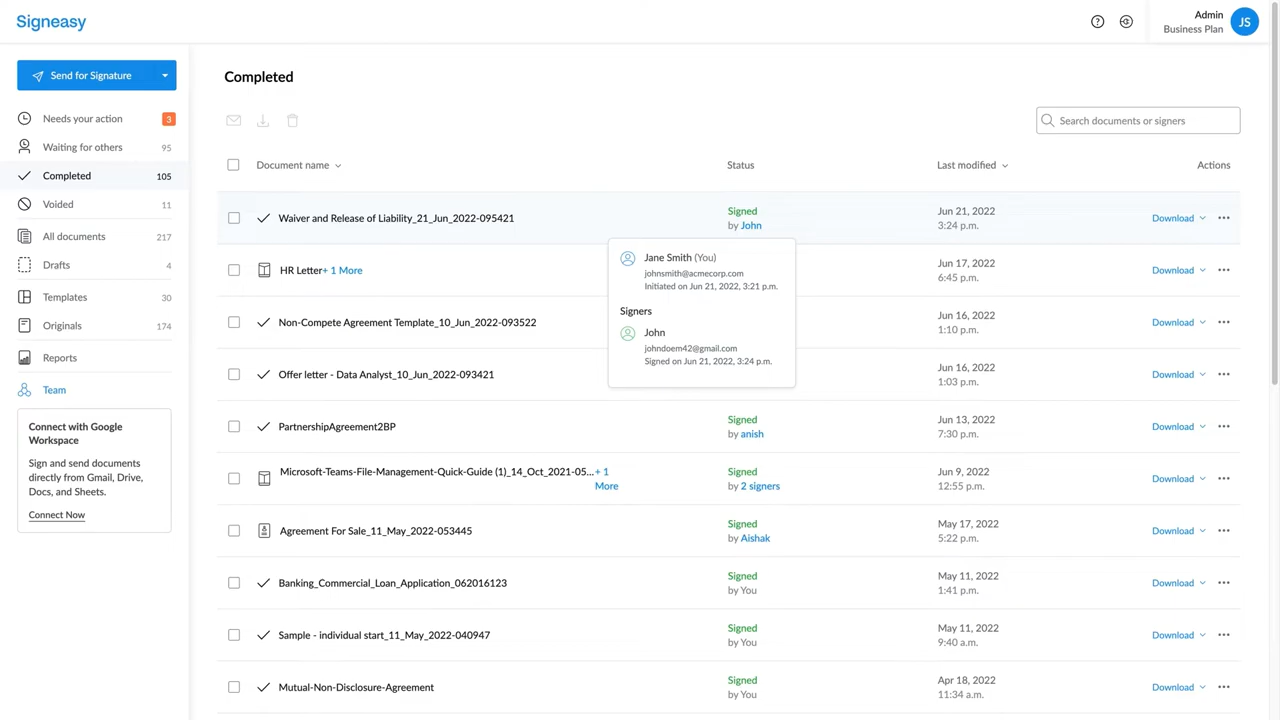 Signeasy
Admin
Business Plan
JS
Send for Signature
Needs your action 3
Waiting for others 95
Completed 105
Voided 11
All documents 217
Drafts 4
Templates 30
Originals 174
Reports
Team
Connect with Google
Workspace
Sign and send documents
directly from Gmail, Drive,
Docs, and Sheets.
Connect Now
Completed
Search documents or signers
Document name Status Last modified Actions
Waiver and Release of Liability_21_Jun_2022-095421
Signed
by John
Jun 21, 2022
3:24 p.m.
Download
Jane Smith (You)
johnsmith@acmecorp.com
Initiated on Jun 21, 2022, 3:21 p.m.
Signers
John
johndoem42@gmail.com
Signed on Jun 21, 2022, 3:24 p.m.
HR Letter+ 1 More
Jun 17, 2022
6:45 p.m.
Download
Non-Compete Agreement Template_10_Jun_2022-093522
Jun 16, 2022
1:10 p.m.
Download
Offer letter - Data Analyst_10_Jun_2022-093421
Jun 16, 2022
1:03 p.m.
Download
PartnershipAgreement2BP
Signed
by anish
Jun 13, 2022
7:30 p.m.
Download
Microsoft-Teams-File-Management-Quick-Guide (1)_14_Oct_2021-05...+ 1
More
Signed
by 2 signers
Jun 9, 2022
12:55 p.m.
Download
Agreement For Sale_11_May_2022-053445
Signed
by Aishak
May 17, 2022
5:22 p.m.
Download
Banking_Commercial_Loan_Application_062016123
Signed
by You
May 11, 2022
1:41 p.m.
Download
Sample - individual start_11_May_2022-040947
Signed
by You
May 11, 2022
9:40 a.m.
Download
Mutual-Non-Disclosure-Agreement
Signed
by You
Apr 18, 2022
11:34 a.m.
Download